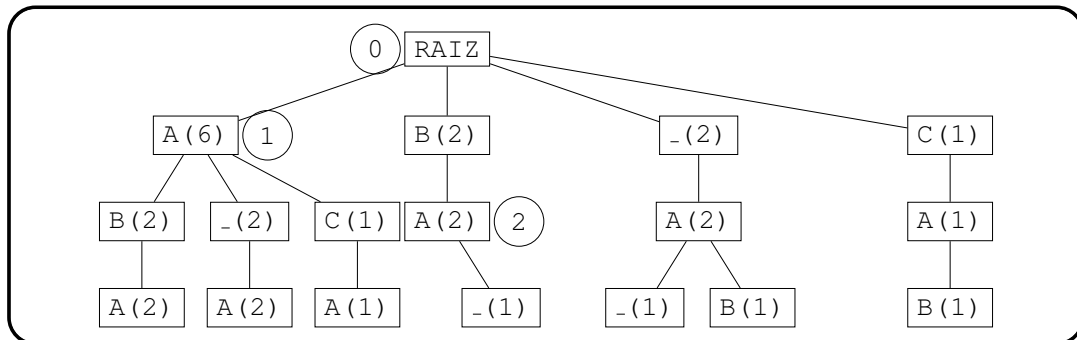 0 RAIZ
A(6) 1 B(2) _(2) C(1)
B(2) _(2) C(1) A(2) 2 A(2) A(1)
A(2) A(2) A(1) _(1) _(1) B(1) B(1)